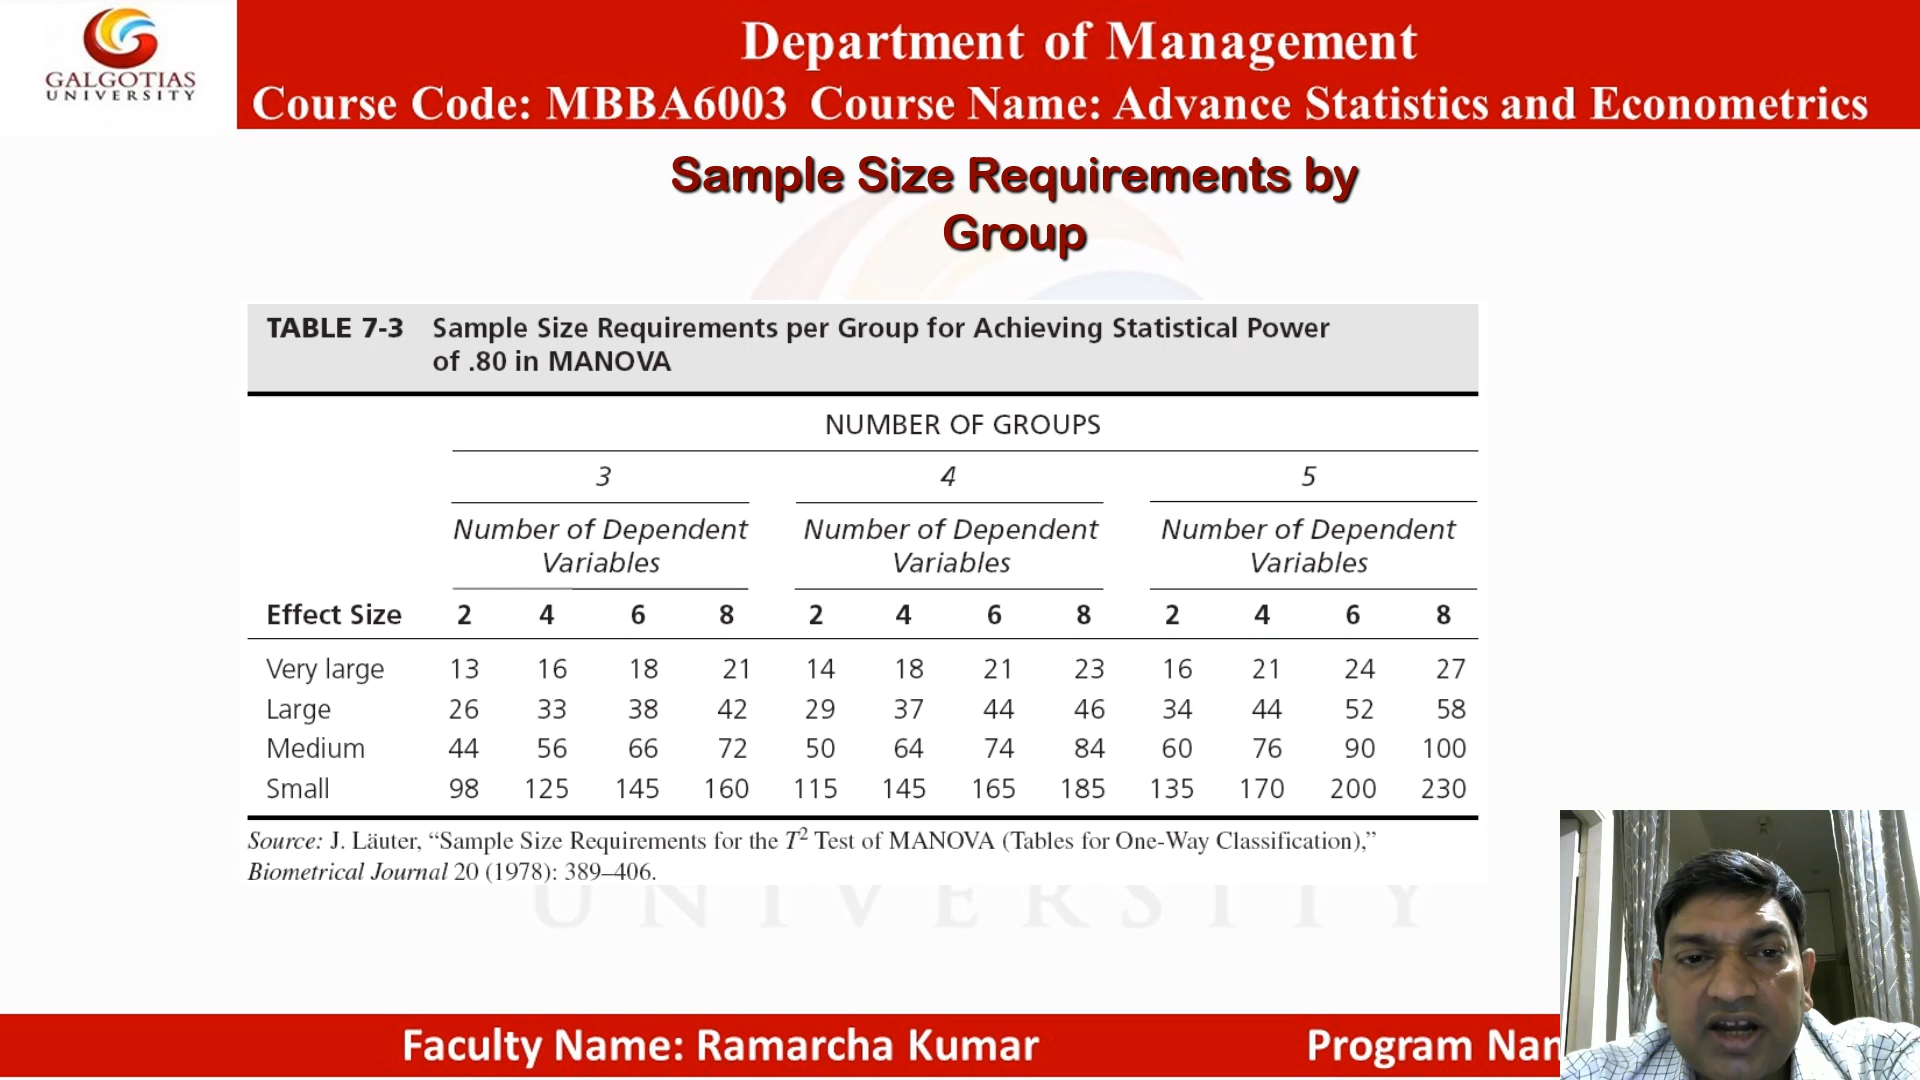 GALGOTIAS
UNIVERSITY
Department of Management
Course Code: MBBA6003 Course Name: Advance Statistics and Econometrics
Sample Size Requirements by
Group
TABLE 7-3 Sample Size Requirements per Group for Achieving Statistical Power
of .80 in MANOVA
NUMBER OF GROUPS
3 4 5
Number of Dependent Number of Dependent Number of Dependent
Variables Variables Variables
Effect Size 2 4 6 8 2 4 6 8 2 4 6 8
Very large 13 16 18 21 14 18 21 23 16 21 24 27
Large 26 33 38 42 29 37 44 46 34 44 52 58
Medium 44 56 66 72 50 64 74 84 60 76 90 100
Small 98 125 145 160 115 145 165 185 135 170 200 230
Source: J. Läuter, “Sample Size Requirements for the T² Test of MANOVA (Tables for One-Way Classification),”
Biometrical Journal 20 (1978): 389–406.
UNIVERSITY
Faculty Name: Ramarcha Kumar Program Nam